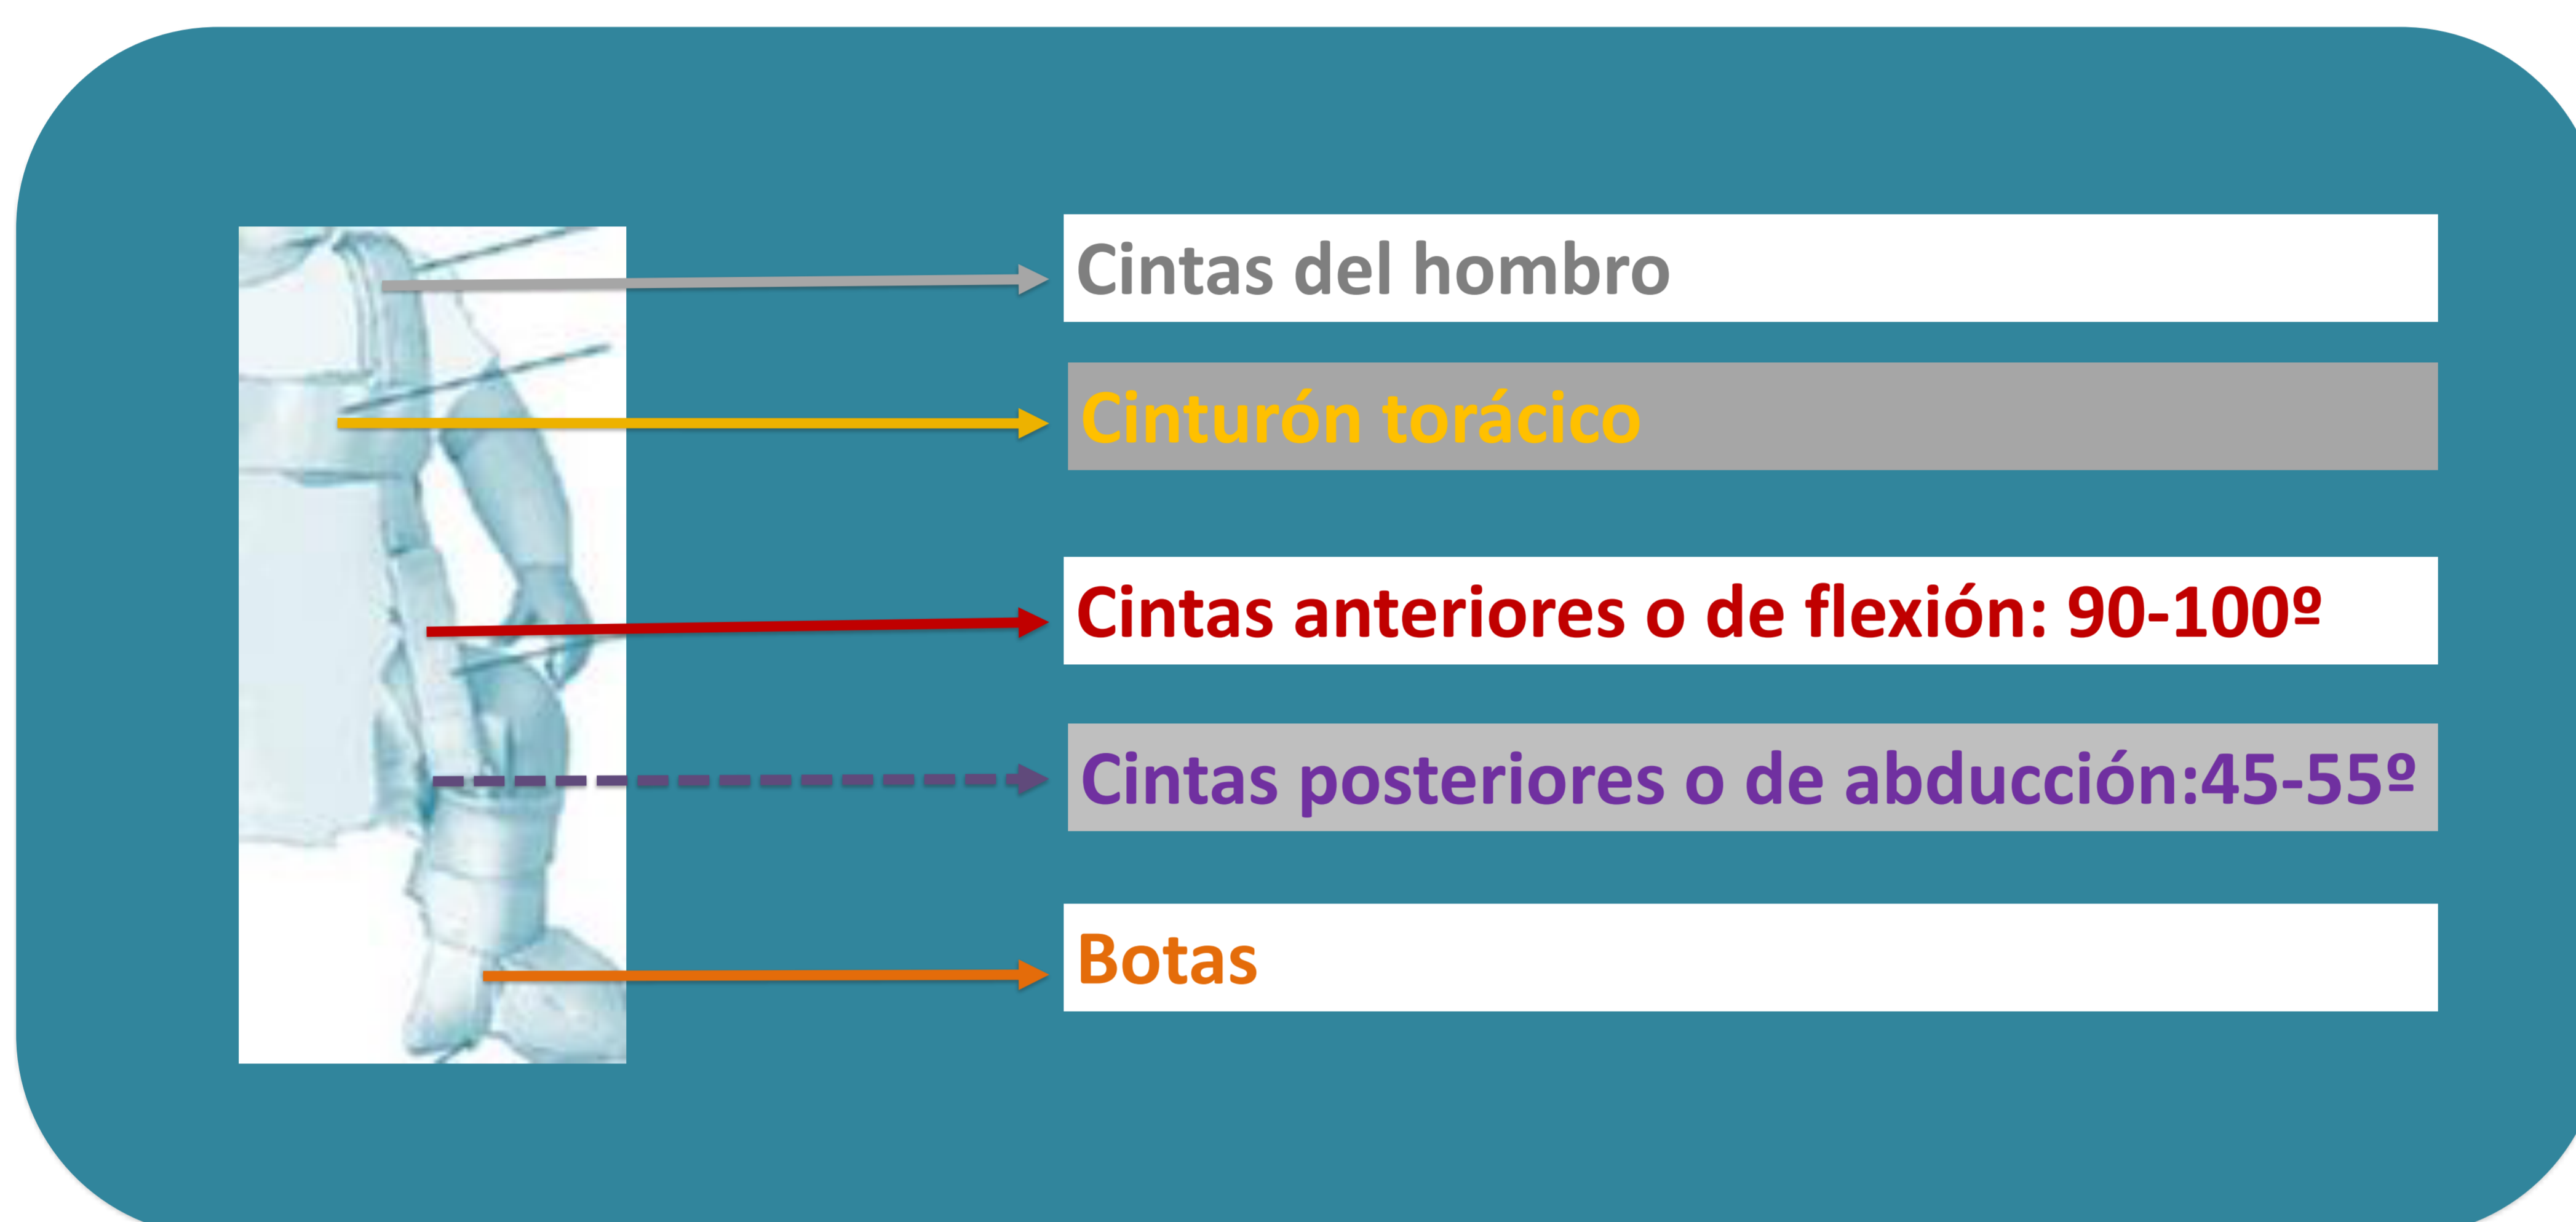 Cintas del hombro
Cinturón torácico
Cintas anteriores o de flexión: 90-100º
Cintas posteriores o de abducción:45-55º
Botas